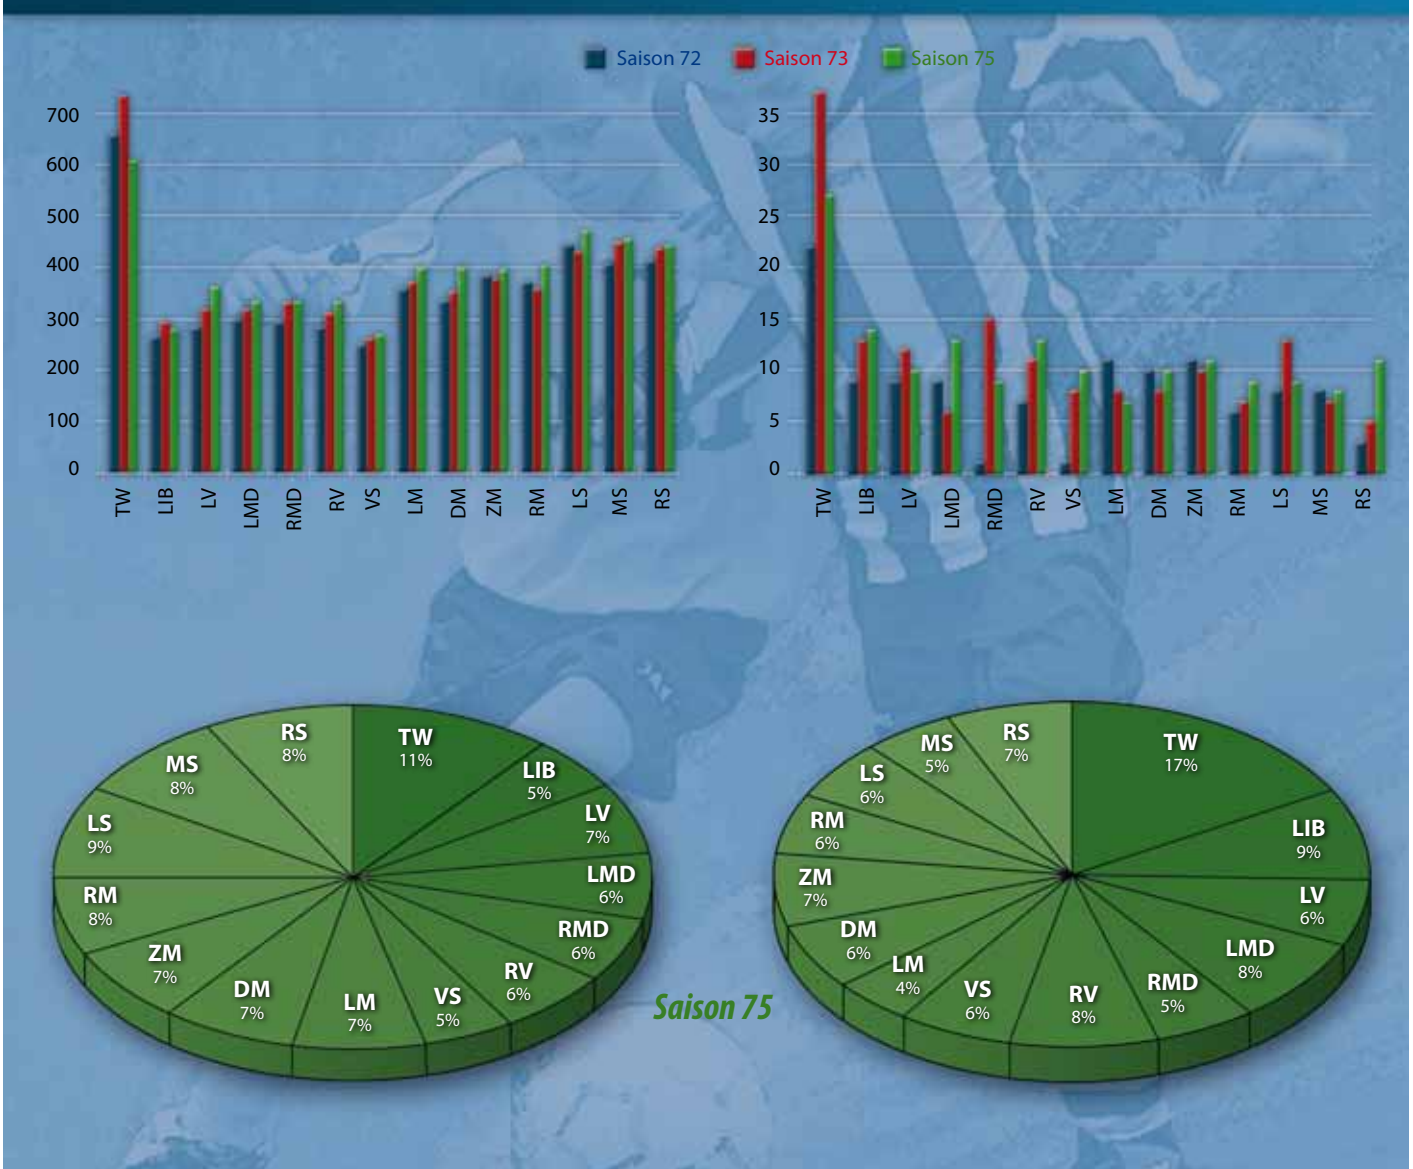 Saison 72 Saison 73 Saison 75
700
600
500
400
300
200
100
0
TW LIB LV LMD RMD RV VS LM DM ZM RM LS MS RS
35
30
25
20
15
10
5
0
TW LIB LV LMD RMD RV VS LM DM ZM RM LS MS RS
TW
11%
LIB
5%
LV
7%
LMD
6%
RMD
6%
RV
6%
VS
5%
LM
7%
DM
7%
ZM
7%
RM
8%
LS
9%
MS
8%
RS
8%
Saison 75
TW
17%
LIB
9%
LV
6%
LMD
8%
RMD
5%
RV
8%
VS
6%
LM
4%
DM
6%
ZM
7%
RM
6%
LS
6%
MS
5%
RS
7%